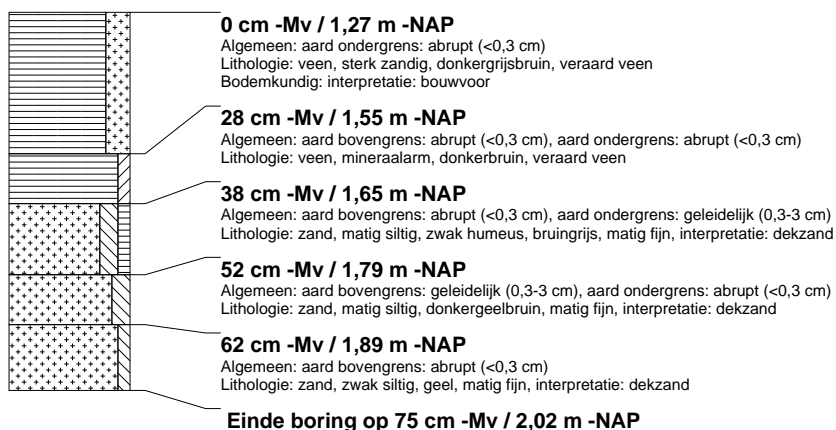 0 cm -Mv / 1,27 m -NAP
Algemeen: aard ondergrens: abrupt (<0,3 cm)
Lithologie: veen, sterk zandig, donkergrijsbruin, veraard veen
Bodemkundig: interpretatie: bouwvoor
28 cm -Mv / 1,55 m -NAP
Algemeen: aard bovengrens: abrupt (<0,3 cm), aard ondergrens: abrupt (<0,3 cm)
Lithologie: veen, mineraalarm, donkerbruin, veraard veen
38 cm -Mv / 1,65 m -NAP
Algemeen: aard bovengrens: abrupt (<0,3 cm), aard ondergrens: geleidelijk (0,3-3 cm)
Lithologie: zand, matig siltig, zwak humeus, bruingrijs, matig fijn, interpretatie: dekzand
52 cm -Mv / 1,79 m -NAP
Algemeen: aard bovengrens: geleidelijk (0,3-3 cm), aard ondergrens: abrupt (<0,3 cm)
Lithologie: zand, matig siltig, donkergeelbruin, matig fijn, interpretatie: dekzand
62 cm -Mv / 1,89 m -NAP
Algemeen: aard bovengrens: abrupt (<0,3 cm)
Lithologie: zand, zwak siltig, geel, matig fijn, interpretatie: dekzand
Einde boring op 75 cm -Mv / 2,02 m -NAP